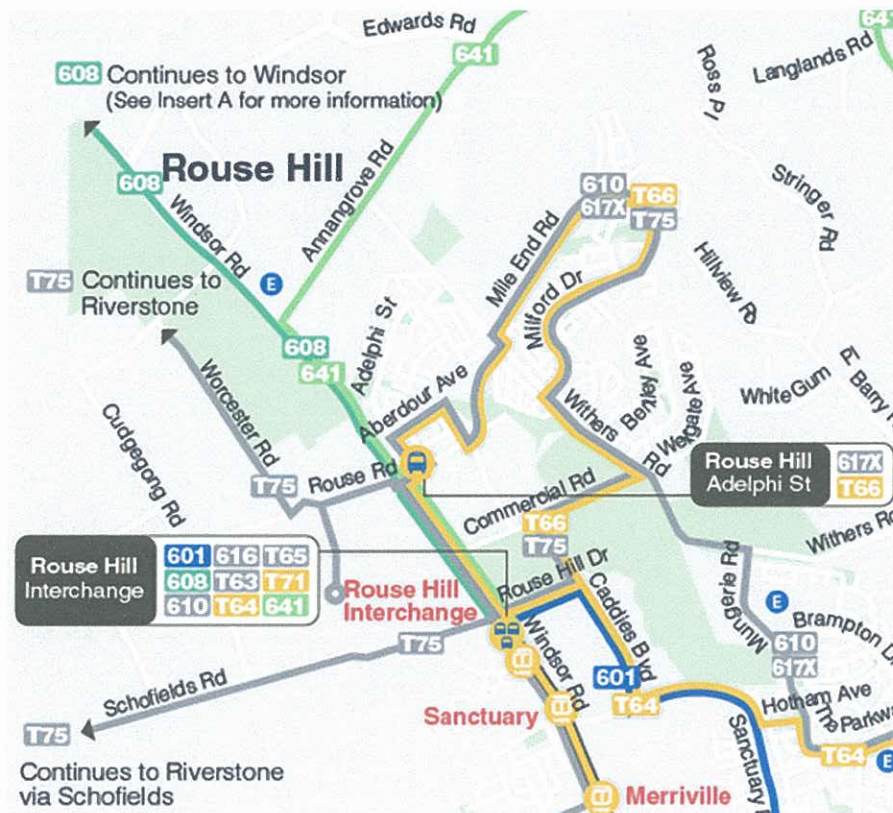 Edwards Rd
641
641
Langlands Rd
Ross Pl
608 Continues to Windsor
(See Insert A for more information)
Rouse Hill
608
Windsor Rd
Annangrove Rd
610
617X
T66
T75
Stringer Rd
Mile End Rd
Milford Dr
Hillview Rd
T75 Continues to
Riverstone
E
608
641
Adelphi St
Aberdour Ave
Withers
Rd
Bentley Ave
Wexgate Ave
White Gum
Pl
Barry
Worcester Rd
Cudgegong Rd
T75
Rouse Rd
Commercial Rd
T66
T75
Rouse Hill
Adelphi St
617X
T66
Withers Rd
Rouse Hill
Interchange
601 616 T65
608 T63 T71
610 T64 641
Rouse Hill
Interchange
Rouse Hill Dr
Caddies Blvd
Mungerie Rd
E
Brampton
610
617X
T75
Windsor Rd
Schofields Rd
601
T64
Hotham Ave
The Parkway
Sanctuary
Sanctuary
T64
E
T75
Continues to Riverstone
via Schofields
Merriville